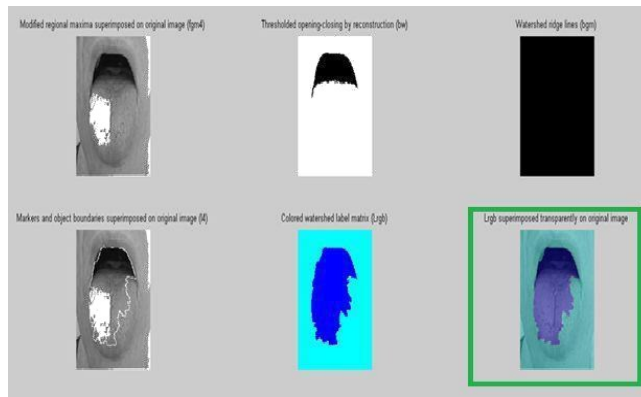 Modified regional maxima superimposed on original image (fgm4)
Thresholded opening-closing by reconstruction (bw)
Watershed ridge lines (bgm)
Markers and object boundaries superimposed on original image (I4)
Colored watershed label matrix (Lrgb)
Lrgb superimposed transparently on original image